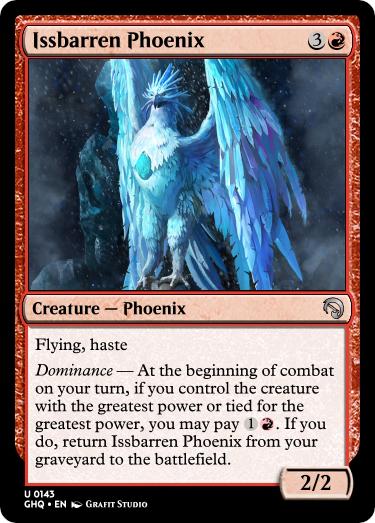 Issbarren Phoenix 3
Creature — Phoenix
Flying, haste
Dominance — At the beginning of combat
on your turn, if you control the creature
with the greatest power or tied for the
greatest power, you may pay 1 . If you
do, return Issbarren Phoenix from your
graveyard to the battlefield.
2/2
U 0143
GHQ • EN Grafit Studio